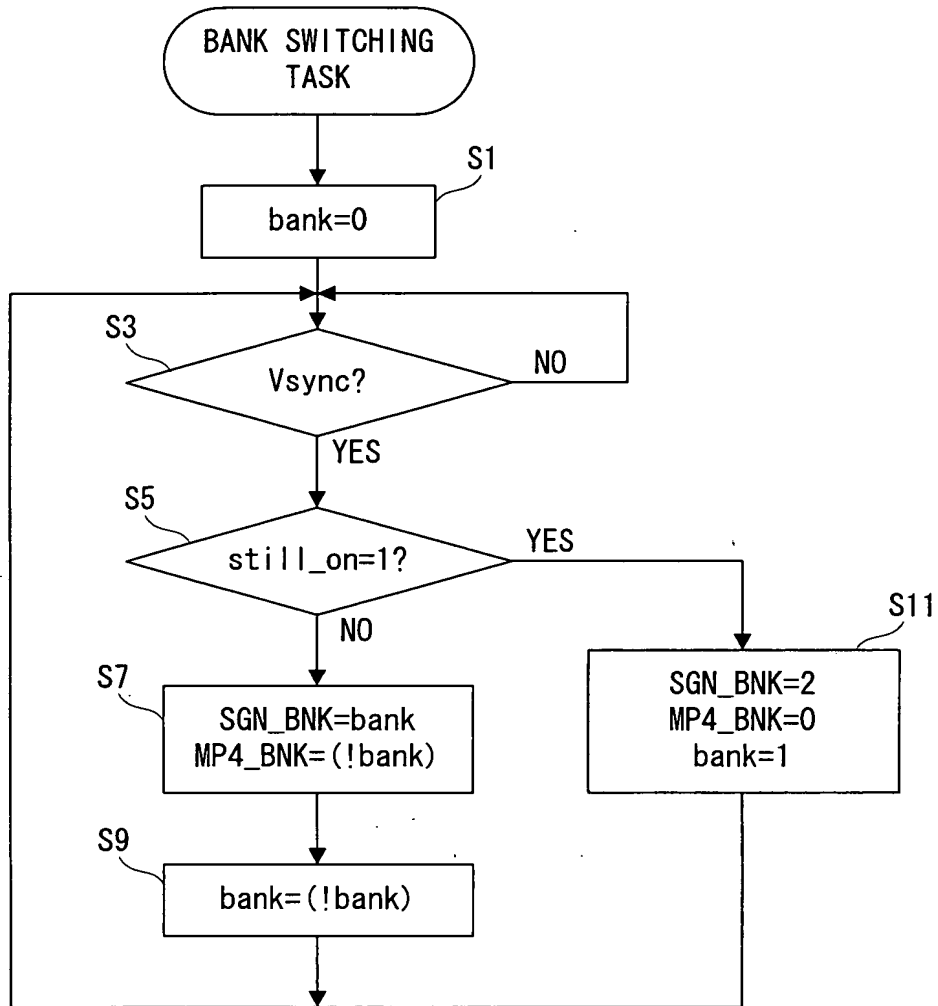 BANK SWITCHING
TASK
S1
bank=0
S3
Vsync?
NO
YES
S5
still_on=1?
YES
NO
S11
SGN_BNK=2
MP4_BNK=0
bank=1
S7
SGN_BNK=bank
MP4_BNK=(!bank)
S9
bank=(!bank)